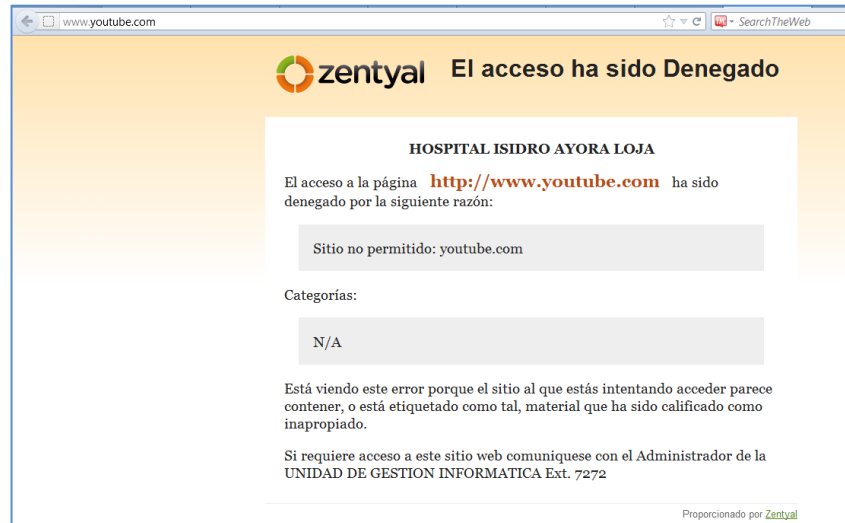 www.youtube.com
SearchTheWeb
zentyal El acceso ha sido Denegado
HOSPITAL ISIDRO AYORA LOJA
El acceso a la página http://www.youtube.com ha sido
denegado por la siguiente razón:
Sitio no permitido: youtube.com
Categorías:
N/A
Está viendo este error porque el sitio al que estás intentando acceder parece
contener, o está etiquetado como tal, material que ha sido calificado como
inapropiado.
Si requiere acceso a este sitio web comuniquese con el Administrador de la
UNIDAD DE GESTION INFORMATICA Ext. 7272
Proporcionado por Zentyal